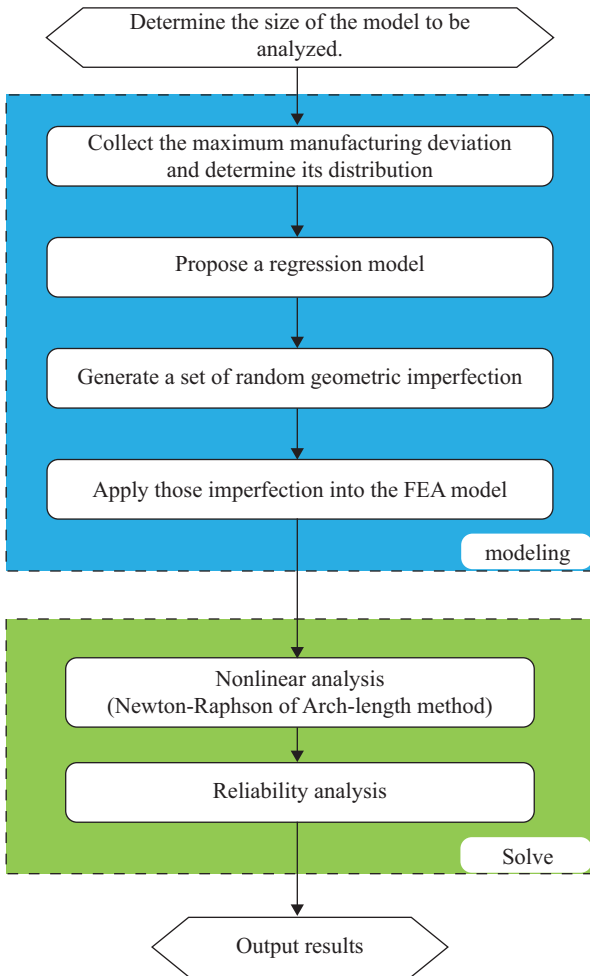 Determine the size of the model to be
analyzed.
Collect the maximum manufacturing deviation
and determine its distribution
Propose a regression model
Generate a set of random geometric imperfection
Apply those imperfection into the FEA model
modeling
Nonlinear analysis
(Newton-Raphson of Arch-length method)
Reliability analysis
Solve
Output results